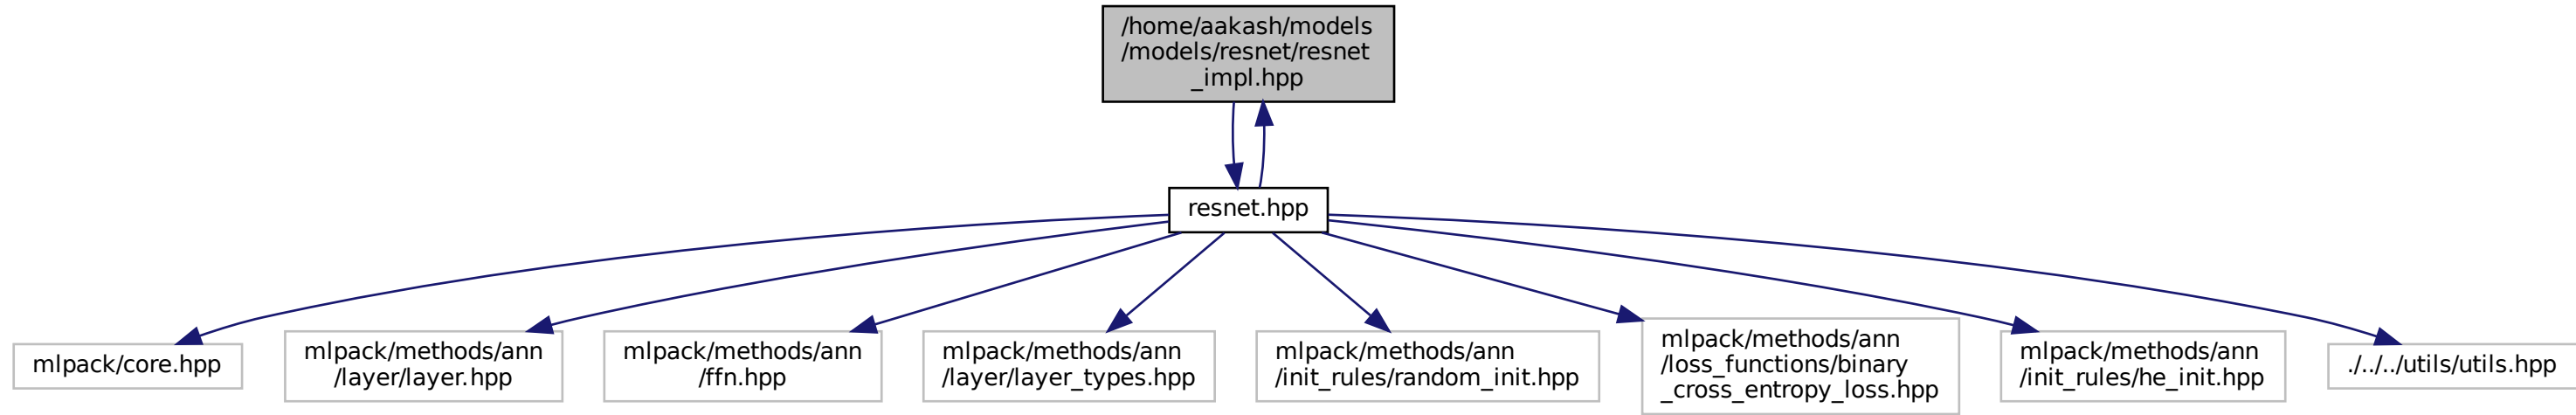 /home/aakash/models
/models/resnet/resnet
_impl.hpp
resnet.hpp
mlpack/core.hpp
mlpack/methods/ann
/layer/layer.hpp
mlpack/methods/ann
/ffn.hpp
mlpack/methods/ann
/layer/layer_types.hpp
mlpack/methods/ann
/init_rules/random_init.hpp
mlpack/methods/ann
/loss_functions/binary
_cross_entropy_loss.hpp
mlpack/methods/ann
/init_rules/he_init.hpp
./../../utils/utils.hpp